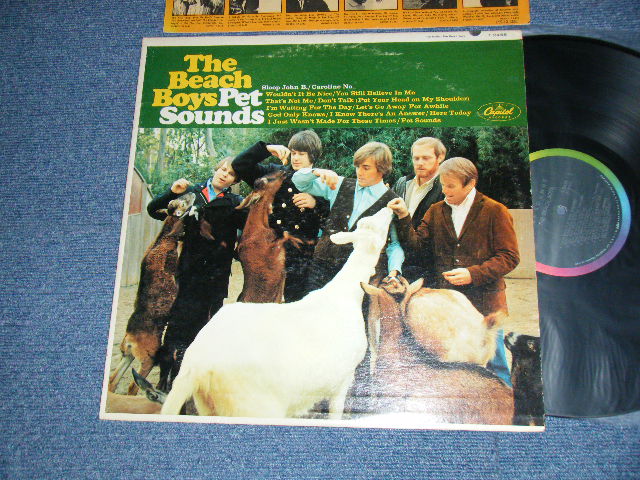 The
Beach
Boys Pet
Sounds
Sloop John B./Caroline No
Wouldn't It Be Nice/You Still Believe In Me
That's Not Me/Don't Talk (Put Your Head on My Shoulder)
I'm Waiting For The Day/Let's Go Away For Awhile
God Only Knows/I Know There's An Answer/Here Today
I Just Wasn't Made For These Times/Pet Sounds
Capitol
RECORDS